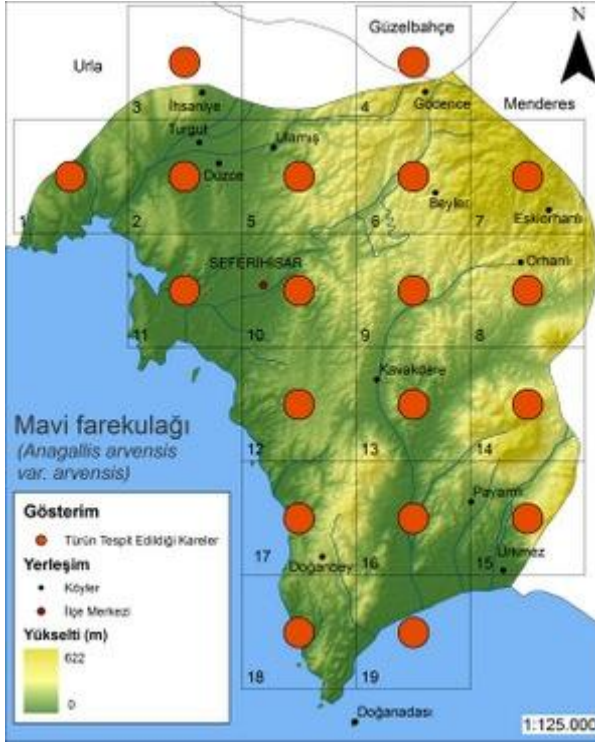 Güzelbahçe
N
Urla
İhsaniye
3
4
Gödence
Menderes
Turgut
Ulamış
Düzce
Beyler
Eskiorhanlı
1
2
5
6
7
SEFERİHİSAR
Orhanlı
11
10
9
8
Kavakdere
Mavi farekulağı
(Anagallis arvensis
var. arvensis)
12
13
14
Gösterim
Türün Tespit Edildiği Kareler
Yerleşim
Köyler
İlçe Merkezi
Yükselti (m)
622
0
Payamlı
Doğanbey
Ürkmez
17
16
15
18
19
Doğanadası
1:125.000